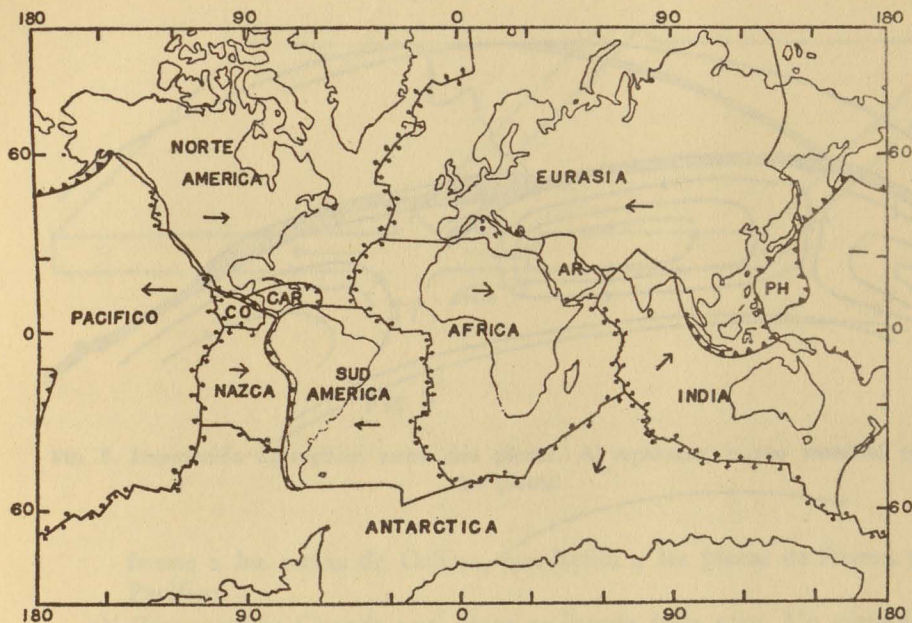 180 90 0 90 180
60 60
NORTE
AMERICA
EURASIA
AR
CAR
PH
CO
PACIFICO
AFRICA
0 0
SUD
AMERICA
NAZCA
INDIA
60 60
ANTARCTICA
180 90 0 90 180